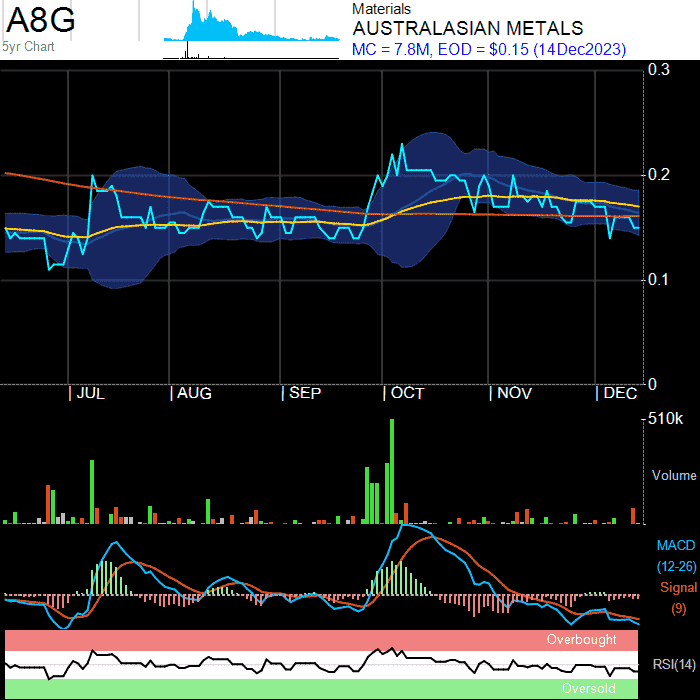 A8G
5yr Chart
Materials
AUSTRALASIAN METALS
MC = 7.8M, EOD = $0.15 (14Dec2023)
0.3
0.2
0.1
0
JUL AUG SEP OCT NOV DEC
510k
Volume
MACD
(12-26)
Signal
(9)
Overbought
RSI(14)
Oversold